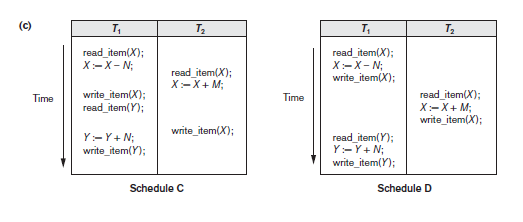 (c)
T1 T2
read_item(X);
X := X – N;
read_item(X);
X := X + M;
write_item(X);
read_item(Y);
write_item(X);
Y := Y + N;
write_item(Y);
Time
Schedule C
T1 T2
read_item(X);
X := X – N;
write_item(X);
read_item(X);
X := X + M;
write_item(X);
read_item(Y);
Y := Y + N;
write_item(Y);
Time
Schedule D